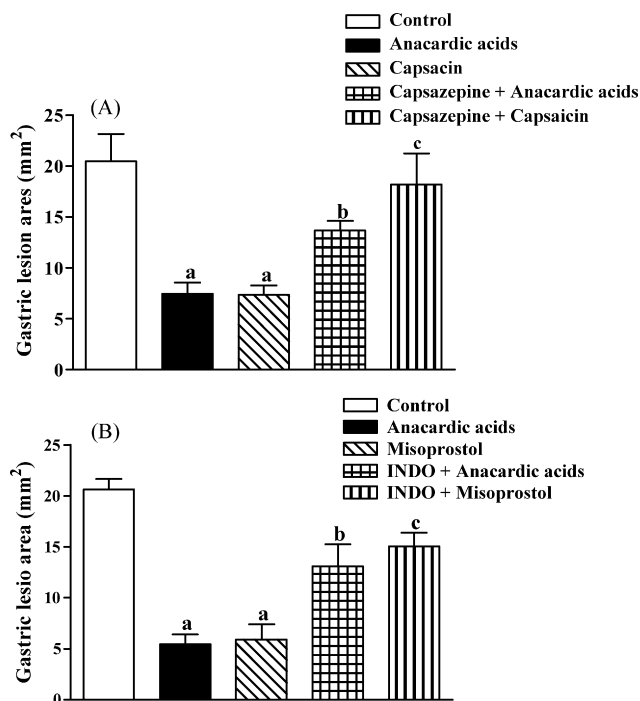 Control
Anacardic acids
Capsacin
Capsazepine + Anacardic acids
Capsazepine + Capsaicin
(A)
Gastric lesion ares (mm²)
25
20
15
10
5
0
a
a
b
c
Control
Anacardic acids
Misoprostol
INDO + Anacardic acids
INDO + Misoprostol
(B)
Gastric lesio area (mm²)
25
20
15
10
5
0
a
a
b
c